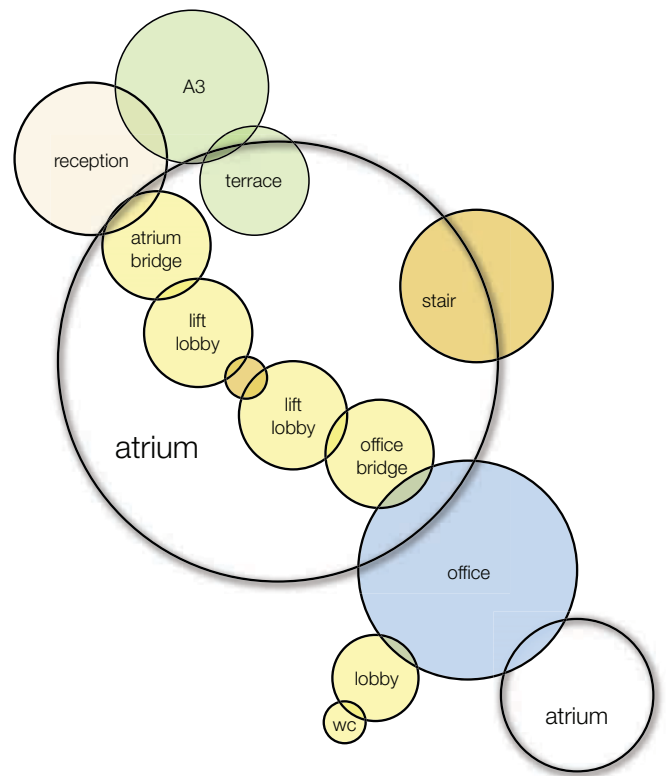 A3
reception
terrace
atrium
bridge
stair
lift
lobby
lift
lobby
atrium
office
bridge
office
lobby
atrium
wc